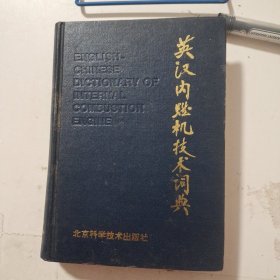 ENGLISH-
CHINESE
DICTIONARY OF
INTERNAL
COMBUSTION
ENGINE
英汉内燃机技术词典
北京科学技术出版社